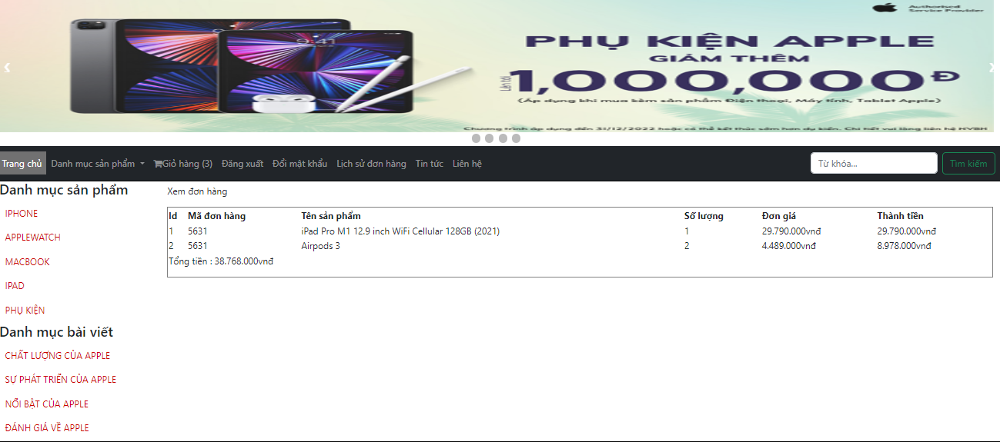 Authorised
Service Provider
9:41
PHỤ KIỆN APPLE
GIẢM THÊM
Lên tới 1,000,000Đ
(Áp dụng khi mua kèm sản phẩm Điện thoại, Máy tính, Tablet Apple)
Chương trình áp dụng đến 31/12/2022 hoặc có thể kết thúc sớm hơn dự kiến. Chi tiết vui lòng liên hệ NVBH
Trang chủ Danh mục sản phẩm Giỏ hàng (3) Đăng xuất Đổi mật khẩu Lịch sử đơn hàng Tin tức Liên hệ Từ khóa... Tìm kiếm
Danh mục sản phẩm
IPHONE
APPLEWATCH
MACBOOK
IPAD
PHỤ KIỆN
Danh mục bài viết
CHẤT LƯỢNG CỦA APPLE
SỰ PHÁT TRIỂN CỦA APPLE
NỔI BẬT CỦA APPLE
ĐÁNH GIÁ VỀ APPLE
Xem đơn hàng
Id Mã đơn hàng Tên sản phẩm Số lượng Đơn giá Thành tiền
1 5631 iPad Pro M1 12.9 inch WiFi Cellular 128GB (2021) 1 29.790.000vnđ 29.790.000vnđ
2 5631 Airpods 3 2 4.489.000vnđ 8.978.000vnđ
Tổng tiền : 38.768.000vnđ